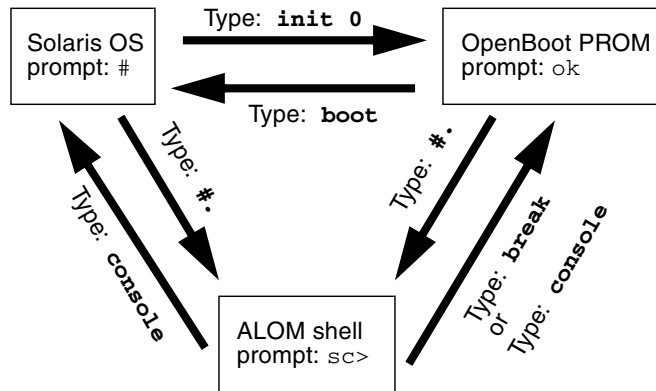 Type: init 0
Solaris OS
prompt: #
OpenBoot PROM
prompt: ok
Type: boot
Type: #.
Type: #.
Type: console
Type: break
or
Type: console
ALOM shell
prompt: sc>